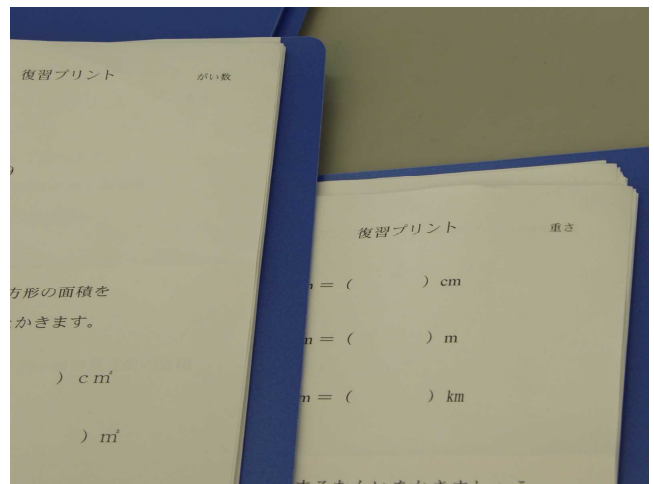 復習プリント がい数
方形の面積を
かきます。
) c㎡
) ㎡
復習プリント 重さ
m = ( ) cm
m = ( ) m
m = ( ) km